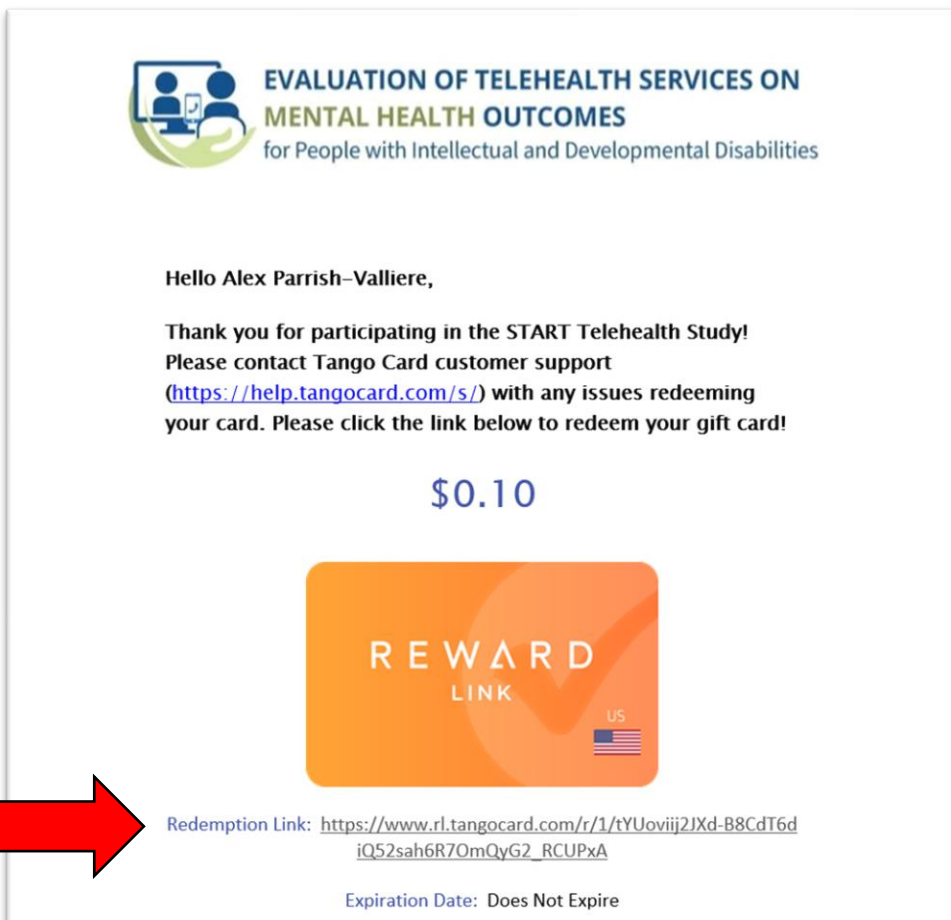 EVALUATION OF TELEHEALTH SERVICES ON
MENTAL HEALTH OUTCOMES
for People with Intellectual and Developmental Disabilities
Hello Alex Parrish-Valliere,
Thank you for participating in the START Telehealth Study!
Please contact Tango Card customer support
(https://help.tangocard.com/s/) with any issues redeeming
your card. Please click the link below to redeem your gift card!
$0.10
REWARD
LINK
US
Redemption Link: https://www.rl.tangocard.com/r/1/tYUoviij2JXd-B8CdT6d
iQ52sah6R7OmQyG2_RCUPxA
Expiration Date: Does Not Expire